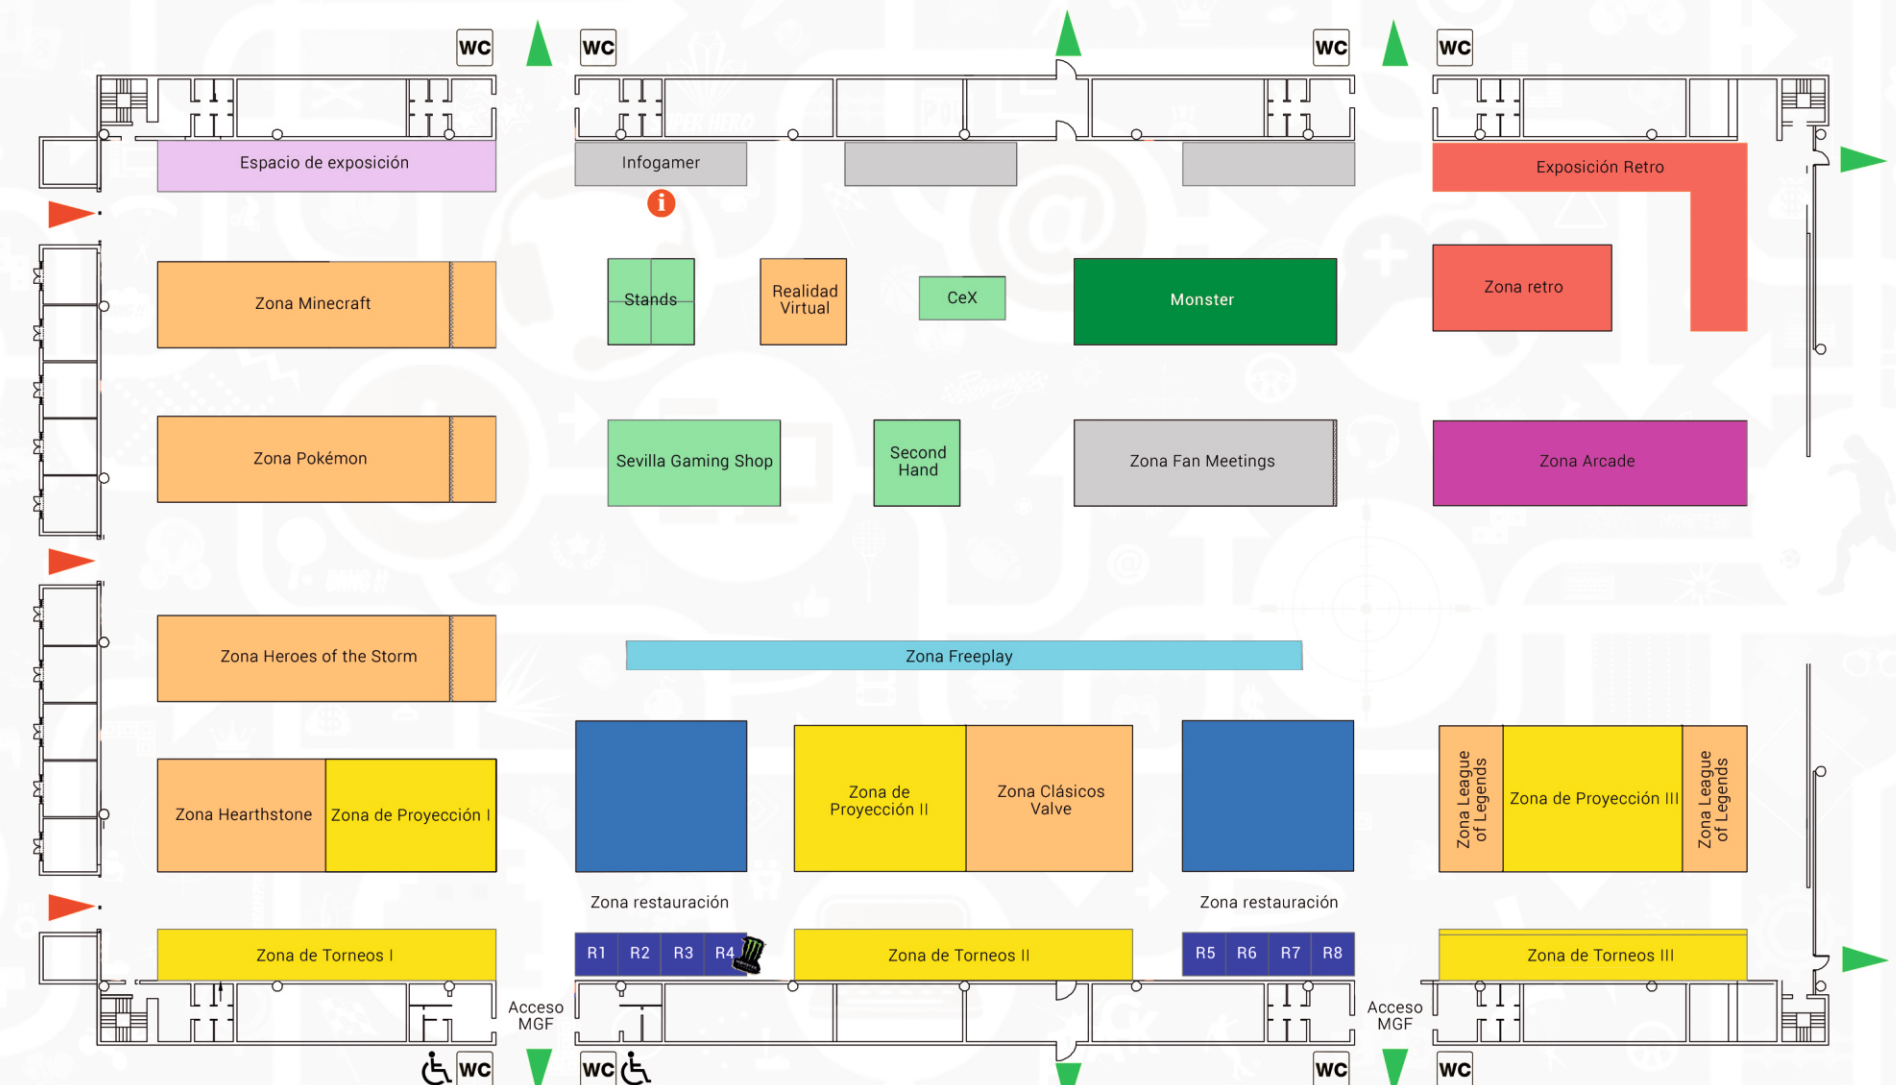 WC
WC
WC
WC
Espacio de exposición
Infogamer
i
Exposición Retro
Zona Minecraft
Stands
Realidad
Virtual
CeX
Monster
Zona retro
Zona Pokémon
Sevilla Gaming Shop
Second
Hand
Zona Fan Meetings
Zona Arcade
Zona Heroes of the Storm
Zona Freeplay
Zona Hearthstone
Zona de Proyección I
Zona de
Proyección II
Zona Clásicos
Valve
Zona League
of Legends
Zona de Proyección III
Zona League
of Legends
Zona restauración
Zona restauración
Zona de Torneos I
R1
R2
R3
R4
Zona de Torneos II
R5
R6
R7
R8
Zona de Torneos III
Acceso
MGF
Acceso
MGF
WC
WC
WC
WC